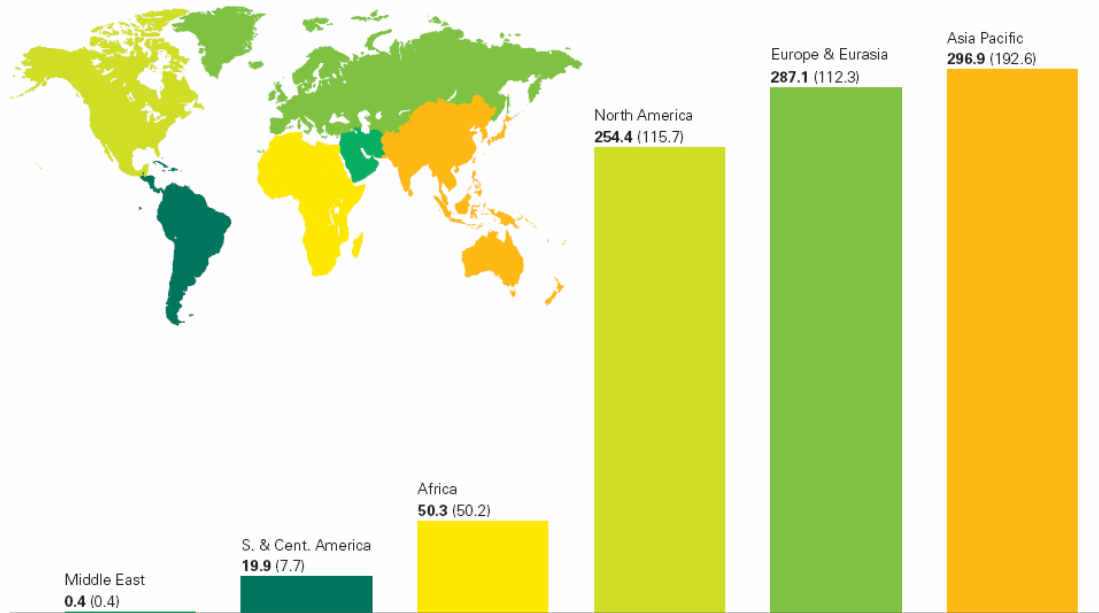 Asia Pacific
296.9 (192.6)
Europe & Eurasia
287.1 (112.3)
North America
254.4 (115.7)
Africa
50.3 (50.2)
S. & Cent. America
19.9 (7.7)
Middle East
0.4 (0.4)